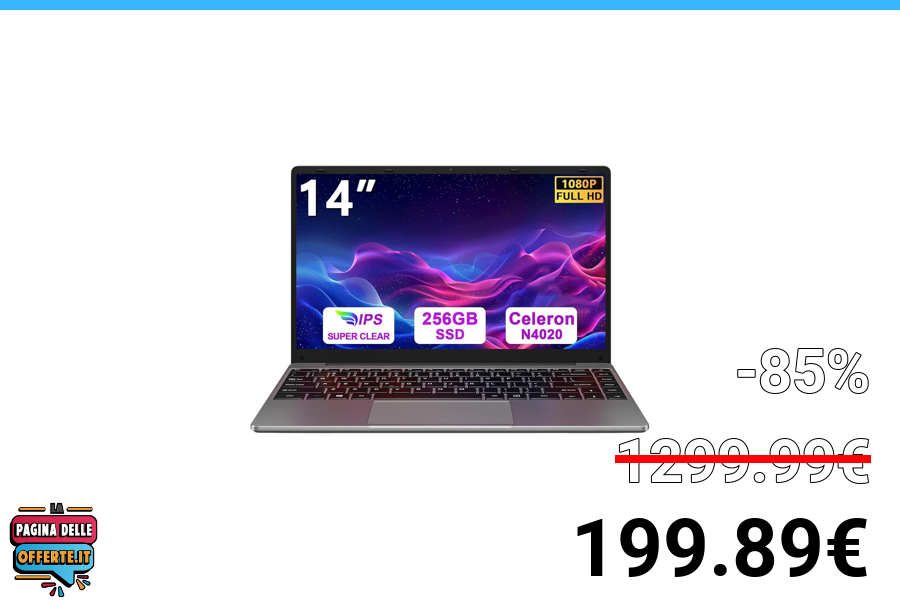 14"
1080P
FULL HD
IPS
SUPER CLEAR
256GB
SSD
Celeron
N4020
-85%
1299.99€
199.89€
LA
PAGINA DELLE
OFFERTE.IT